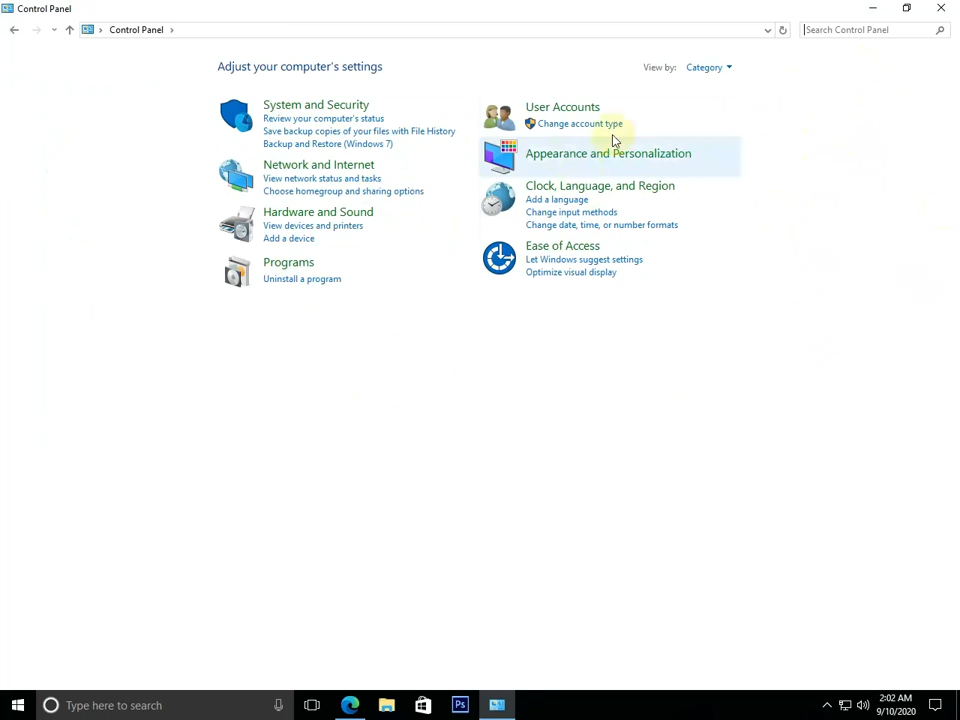 Control Panel
Control Panel
Search Control Panel
Adjust your computer's settings
View by: Category
System and Security
Review your computer's status
Save backup copies of your files with File History
Backup and Restore (Windows 7)
Network and Internet
View network status and tasks
Choose homegroup and sharing options
Hardware and Sound
View devices and printers
Add a device
Programs
Uninstall a program
User Accounts
Change account type
Appearance and Personalization
Clock, Language, and Region
Add a language
Change input methods
Change date, time, or number formats
Ease of Access
Let Windows suggest settings
Optimize visual display
Type here to search
Ps
2:02 AM
9/10/2020